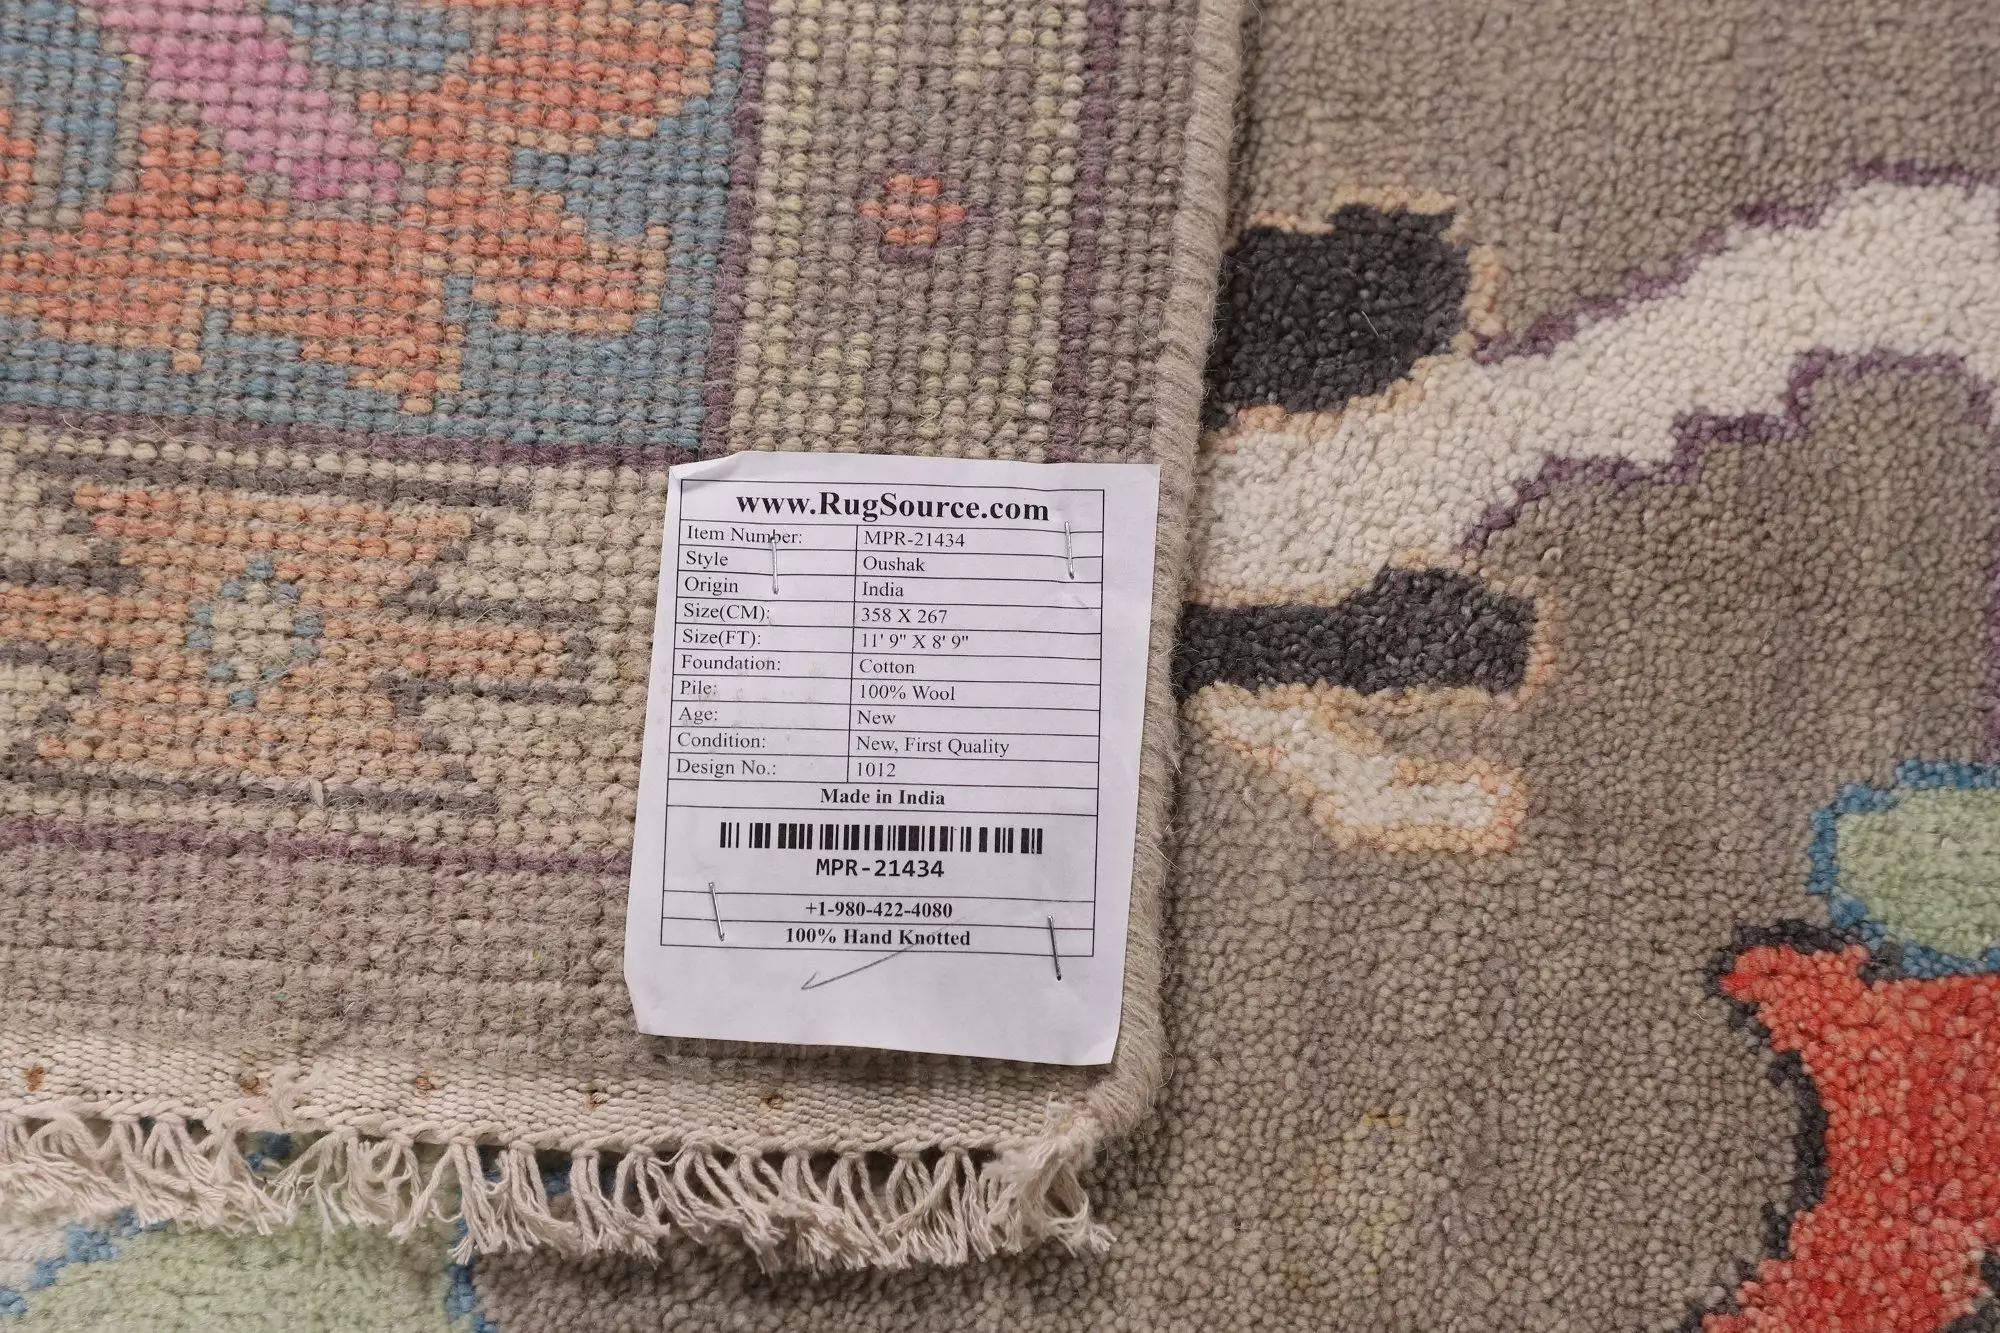 www.RugSource.com
Item Number: MPR-21434
Style Oushak
Origin India
Size(CM): 358 X 267
Size(FT): 11' 9" X 8' 9"
Foundation: Cotton
Pile: 100% Wool
Age: New
Condition: New, First Quality
Design No.: 1012
Made in India
MPR-21434
+1-980-422-4080
100% Hand Knotted